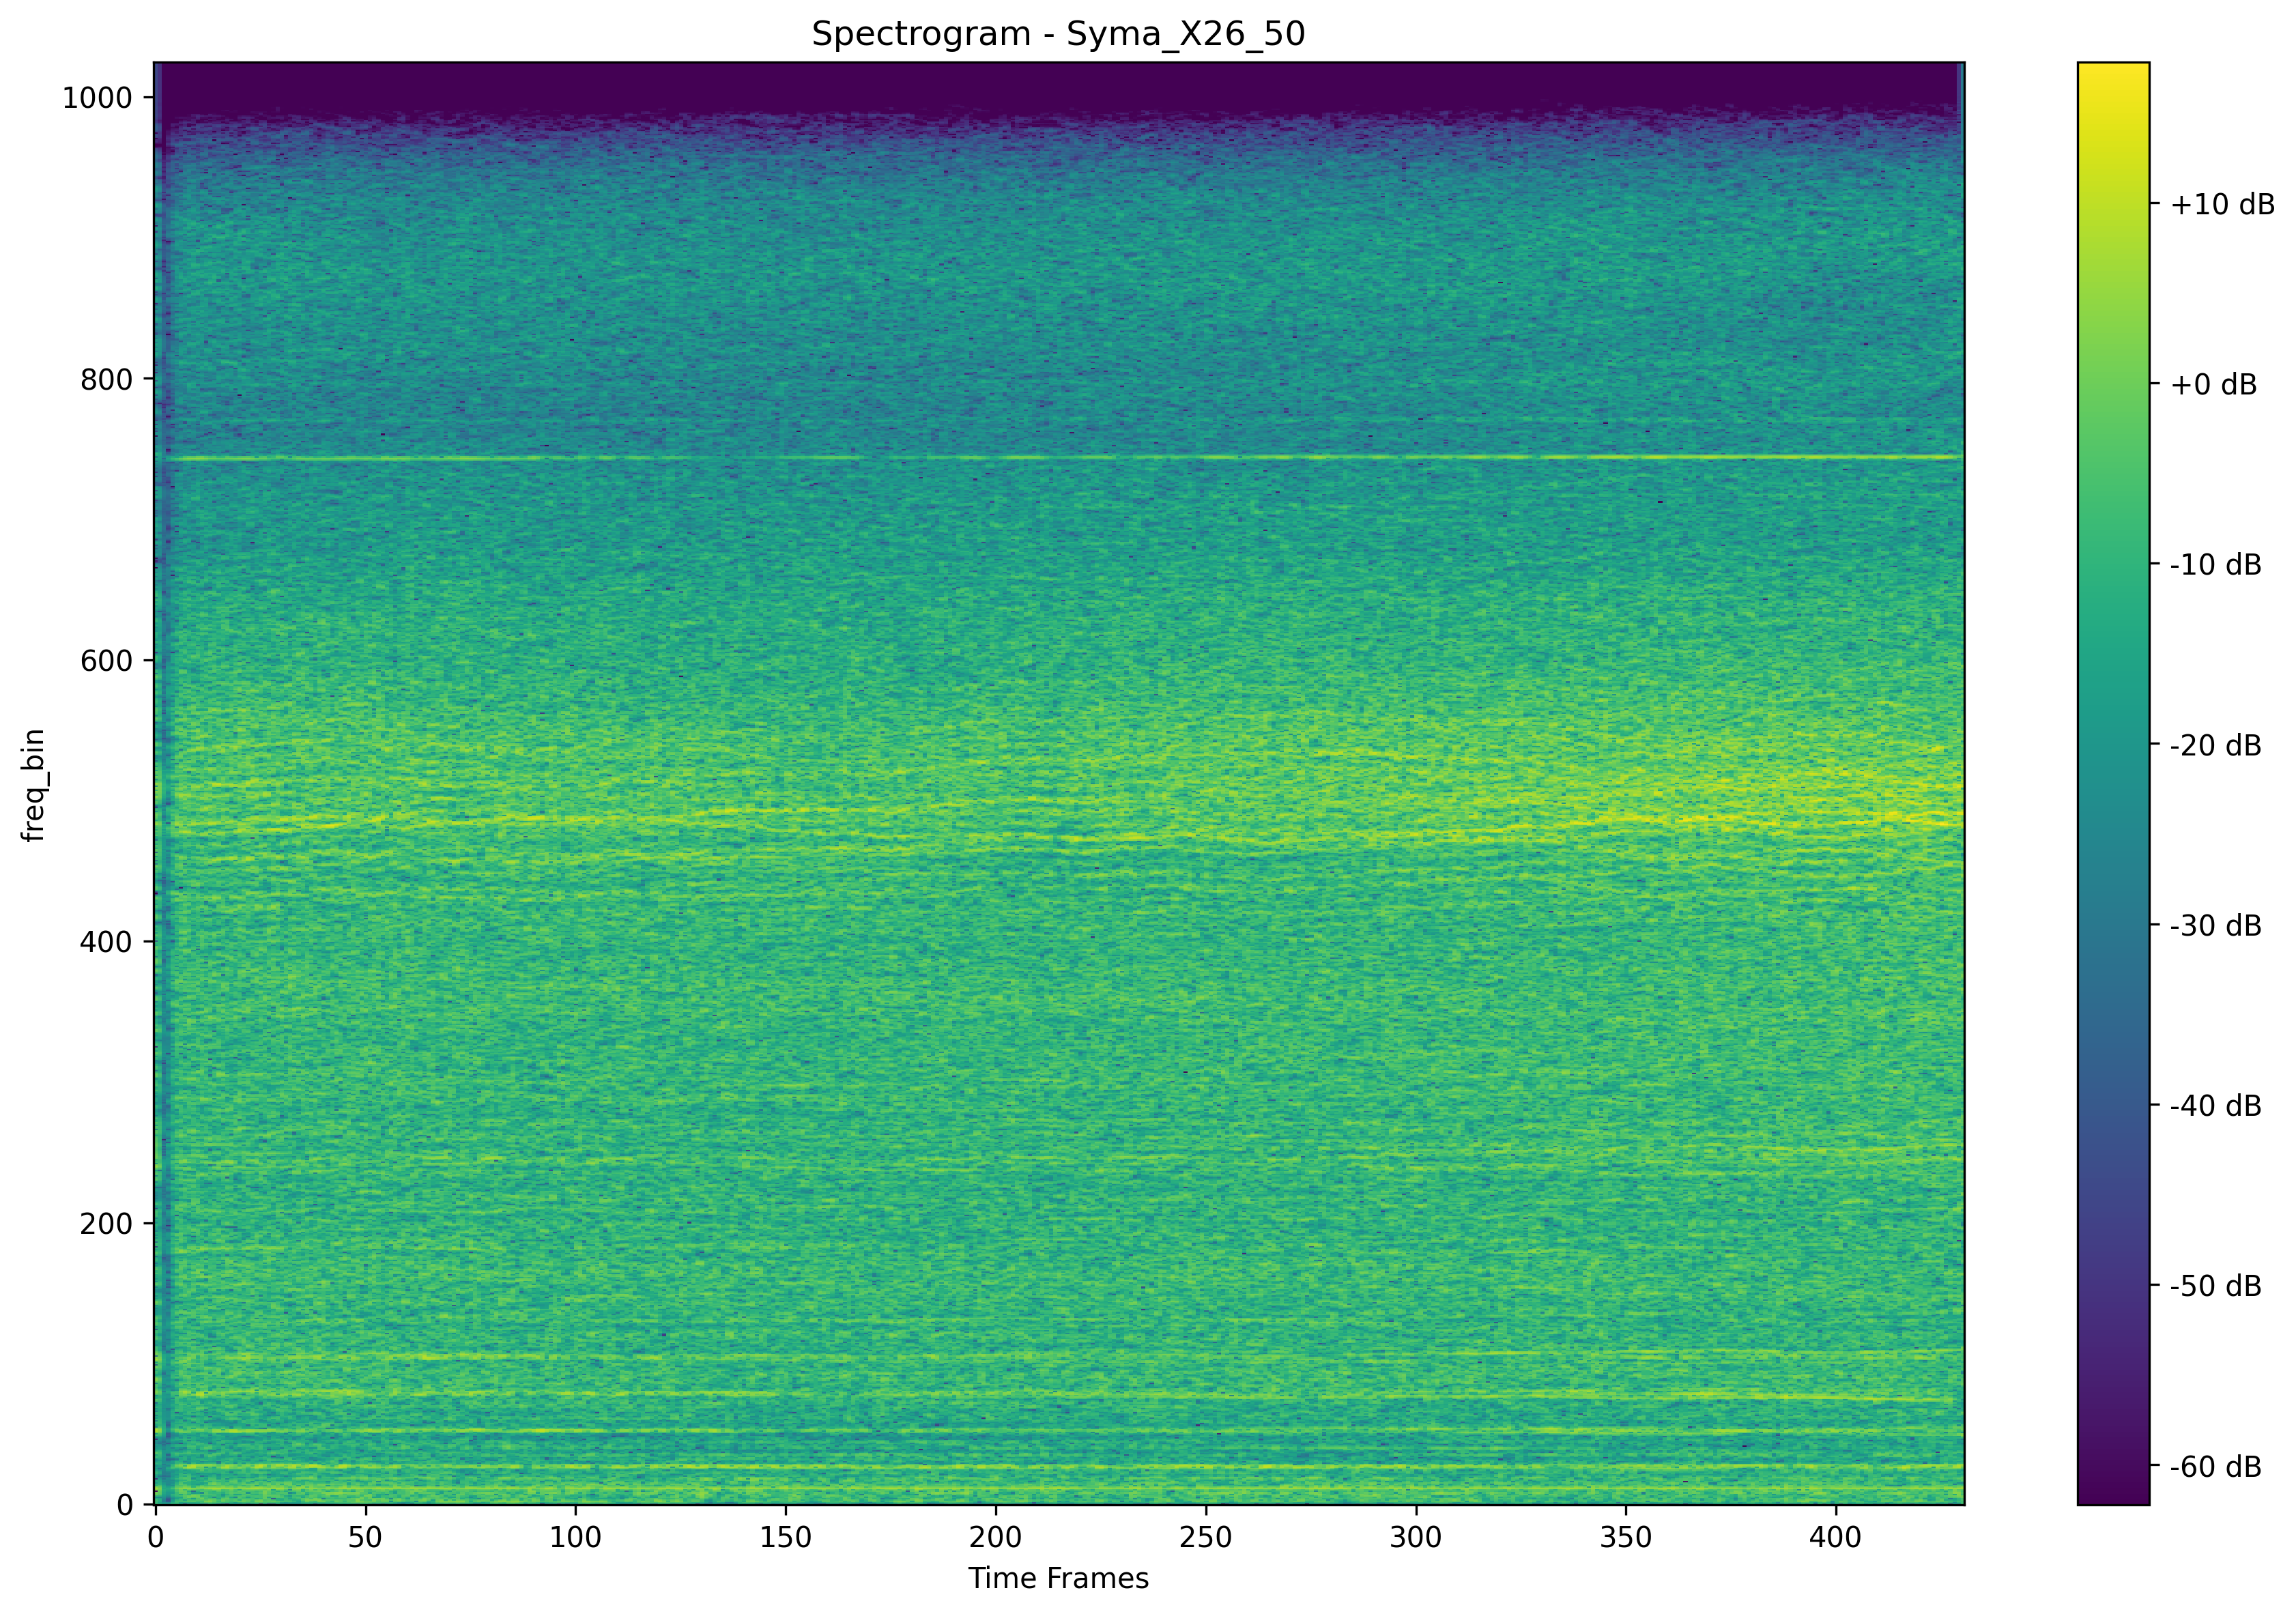 Spectrogram - Syma_X26_50
1000
800
600
400
200
0
freq_bin
0 50 100 150 200 250 300 350 400
Time Frames
+10 dB
+0 dB
-10 dB
-20 dB
-30 dB
-40 dB
-50 dB
-60 dB